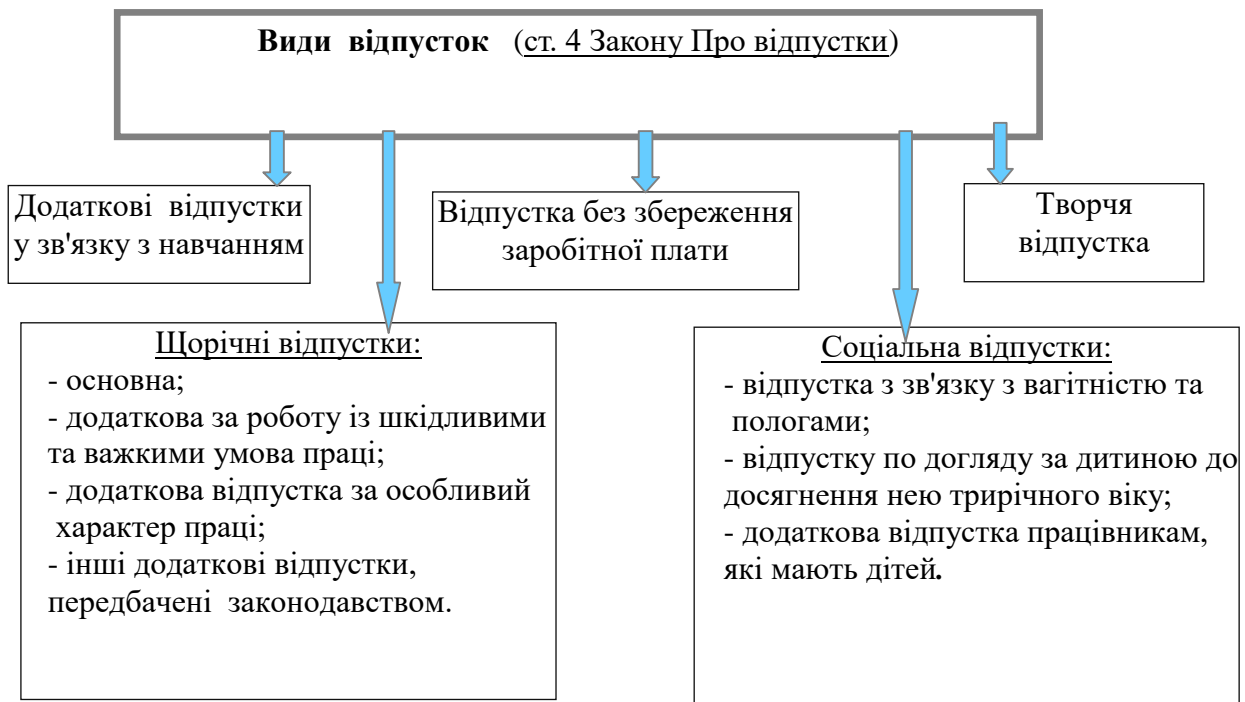 Види відпусток (ст. 4 Закону Про відпустки)
Додаткові відпустки
у зв'язку з навчанням
Відпустка без збереження
заробітної плати
Творчя
відпустка
Щорічні відпустки:
- основна;
- додаткова за роботу із шкідливими
та важкими умова праці;
- додаткова відпустка за особливий
характер праці;
- інші додаткові відпустки,
передбачені законодавством.
Соціальна відпустки:
- відпустка з зв'язку з вагітністю та
пологами;
- відпустку по догляду за дитиною до
досягнення нею трирічного віку;
- додаткова відпустка працівникам,
які мають дітей.